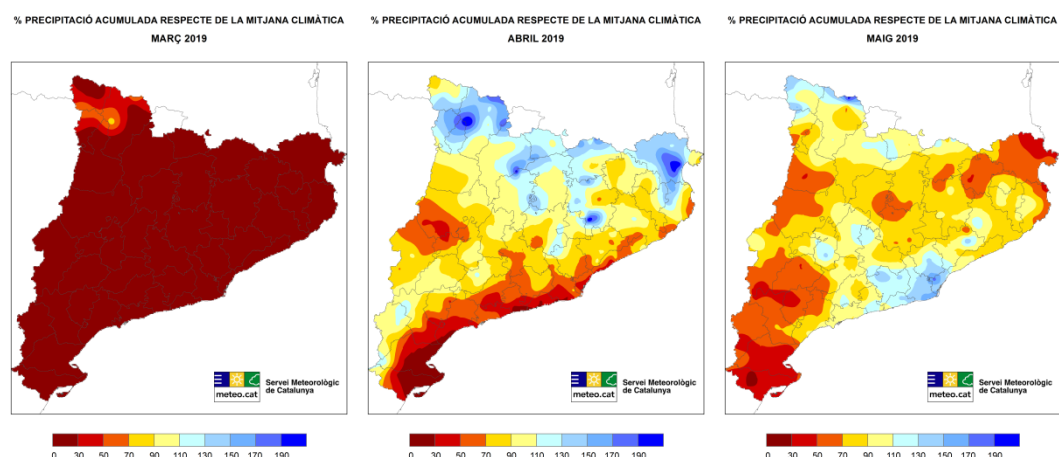 % PRECIPITACIÓ ACUMULADA RESPECTE DE LA MITJANA CLIMÀTICA
MARÇ 2019
Servei Meteorològic
de Catalunya
meteo.cat
0 30 50 70 90 110 130 150 170 190
% PRECIPITACIÓ ACUMULADA RESPECTE DE LA MITJANA CLIMÀTICA
ABRIL 2019
Servei Meteorològic
de Catalunya
meteo.cat
0 30 50 70 90 110 130 150 170 190
% PRECIPITACIÓ ACUMULADA RESPECTE DE LA MITJANA CLIMÀTICA
MAIG 2019
Servei Meteorològic
de Catalunya
meteo.cat
0 30 50 70 90 110 130 150 170 190